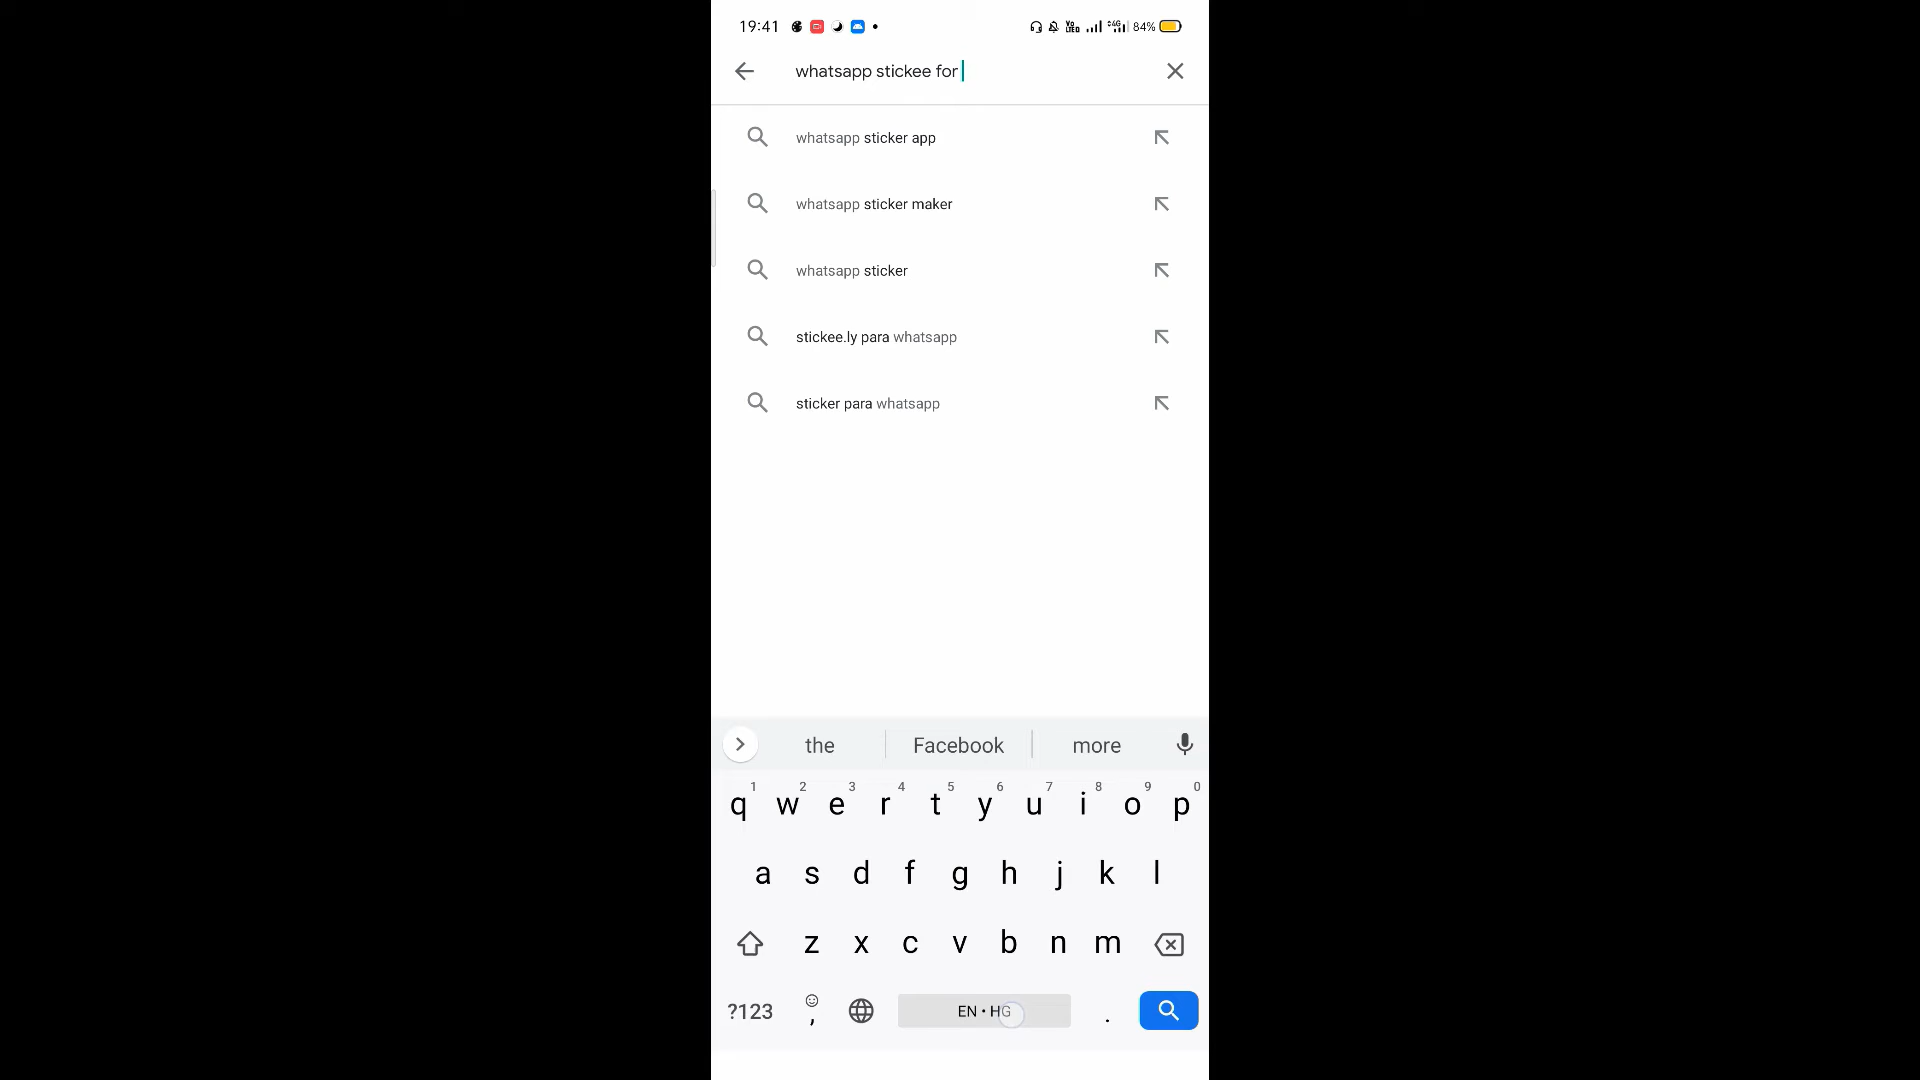 19:41 84%
whatsapp stickee for
whatsapp sticker app
whatsapp sticker maker
whatsapp sticker
stickee.ly para whatsapp
sticker para whatsapp
the Facebook more
1 2 3 4 5 6 7 8 9 0
q w e r t y u i o p
a s d f g h j k l
z x c v b n m
?123 , EN • HG .